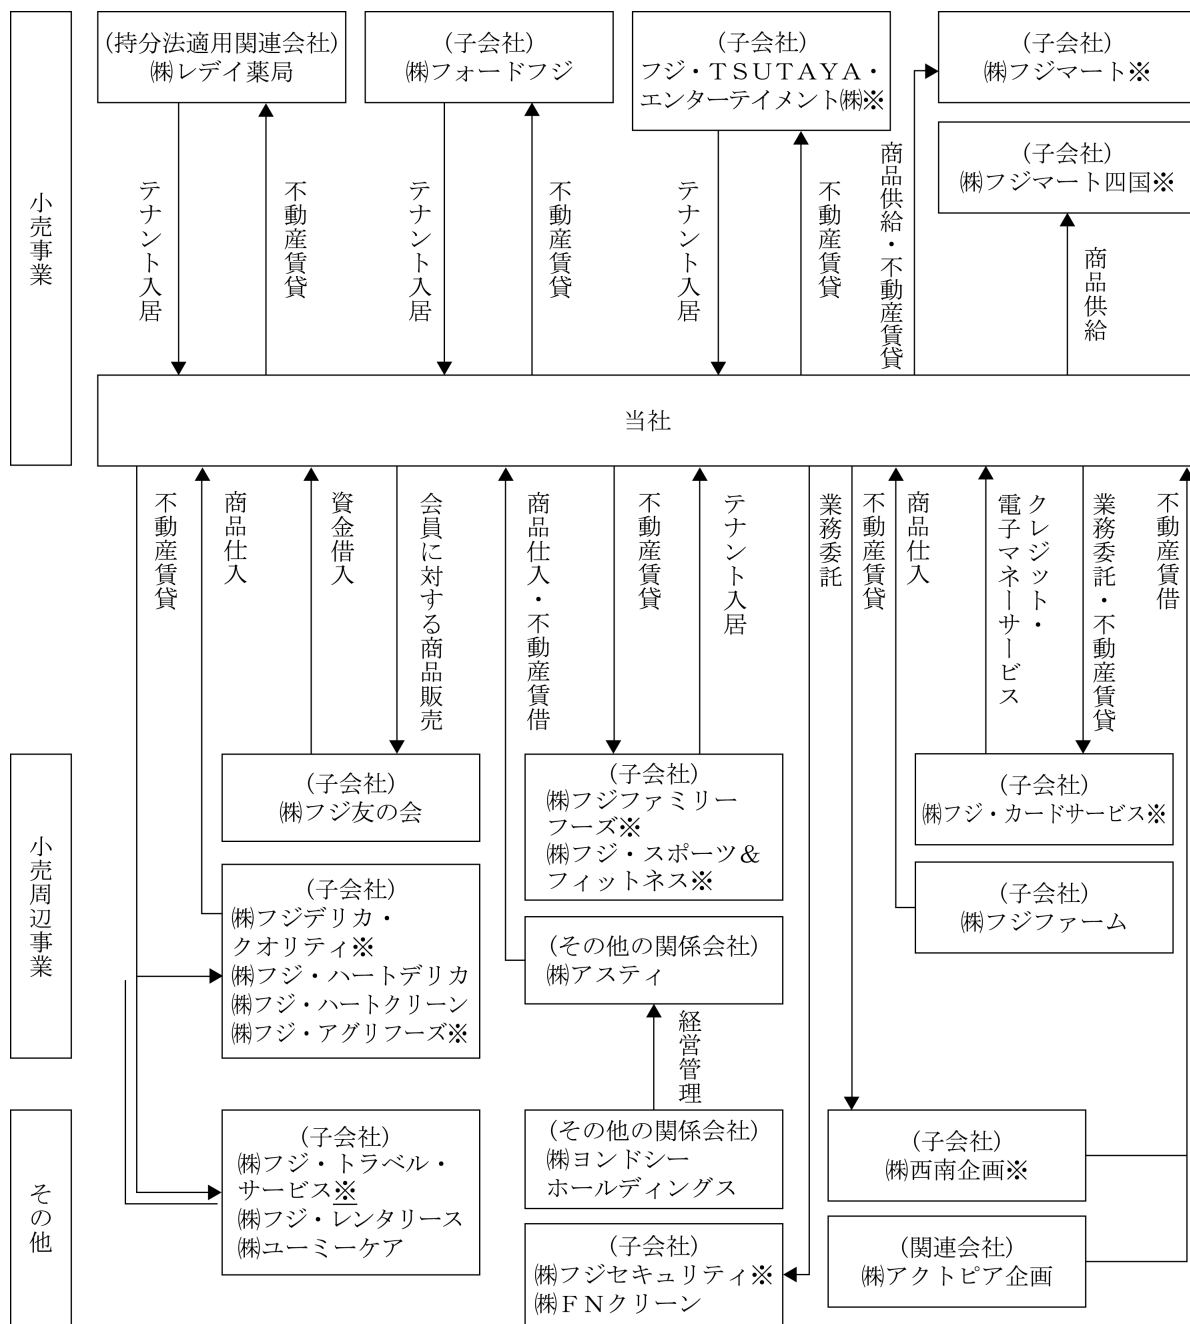 小売事業
(持分法適用関連会社)
㈱レデイ薬局
(子会社)
㈱フォードフジ
(子会社)
フジ・TSUTAYA・
エンターテイメント㈱※
(子会社)
㈱フジマート※
(子会社)
㈱フジマート四国※
テナント入居
不動産賃貸
テナント入居
不動産賃貸
テナント入居
不動産賃貸
商品供給・不動産賃貸
商品供給
当社
不動産賃貸
商品仕入
資金借入
会員に対する商品販売
商品仕入・不動産賃借
不動産賃貸
テナント入居
業務委託
不動産賃貸
商品仕入
クレジット・
電子マネーサービス
業務委託・不動産賃貸
不動産賃借
小売周辺事業
(子会社)
㈱フジ友の会
(子会社)
㈱フジデリカ・
クオリティ※
㈱フジ・ハートデリカ
㈱フジ・ハートクリーン
㈱フジ・アグリフーズ※
(子会社)
㈱フジファミリー
フーズ※
㈱フジ・スポーツ&
フィットネス※
(その他の関係会社)
㈱アスティ
経営管理
(子会社)
㈱フジ・カードサービス※
(子会社)
㈱フジファーム
その他
(子会社)
㈱フジ・トラベル・
サービス※
㈱フジ・レンタリース
㈱ユーミーケア
(その他の関係会社)
㈱ヨンドシー
ホールディングス
(子会社)
㈱フジセキュリティ※
㈱FNクリーン
(子会社)
㈱西南企画※
(関連会社)
㈱アクトピア企画